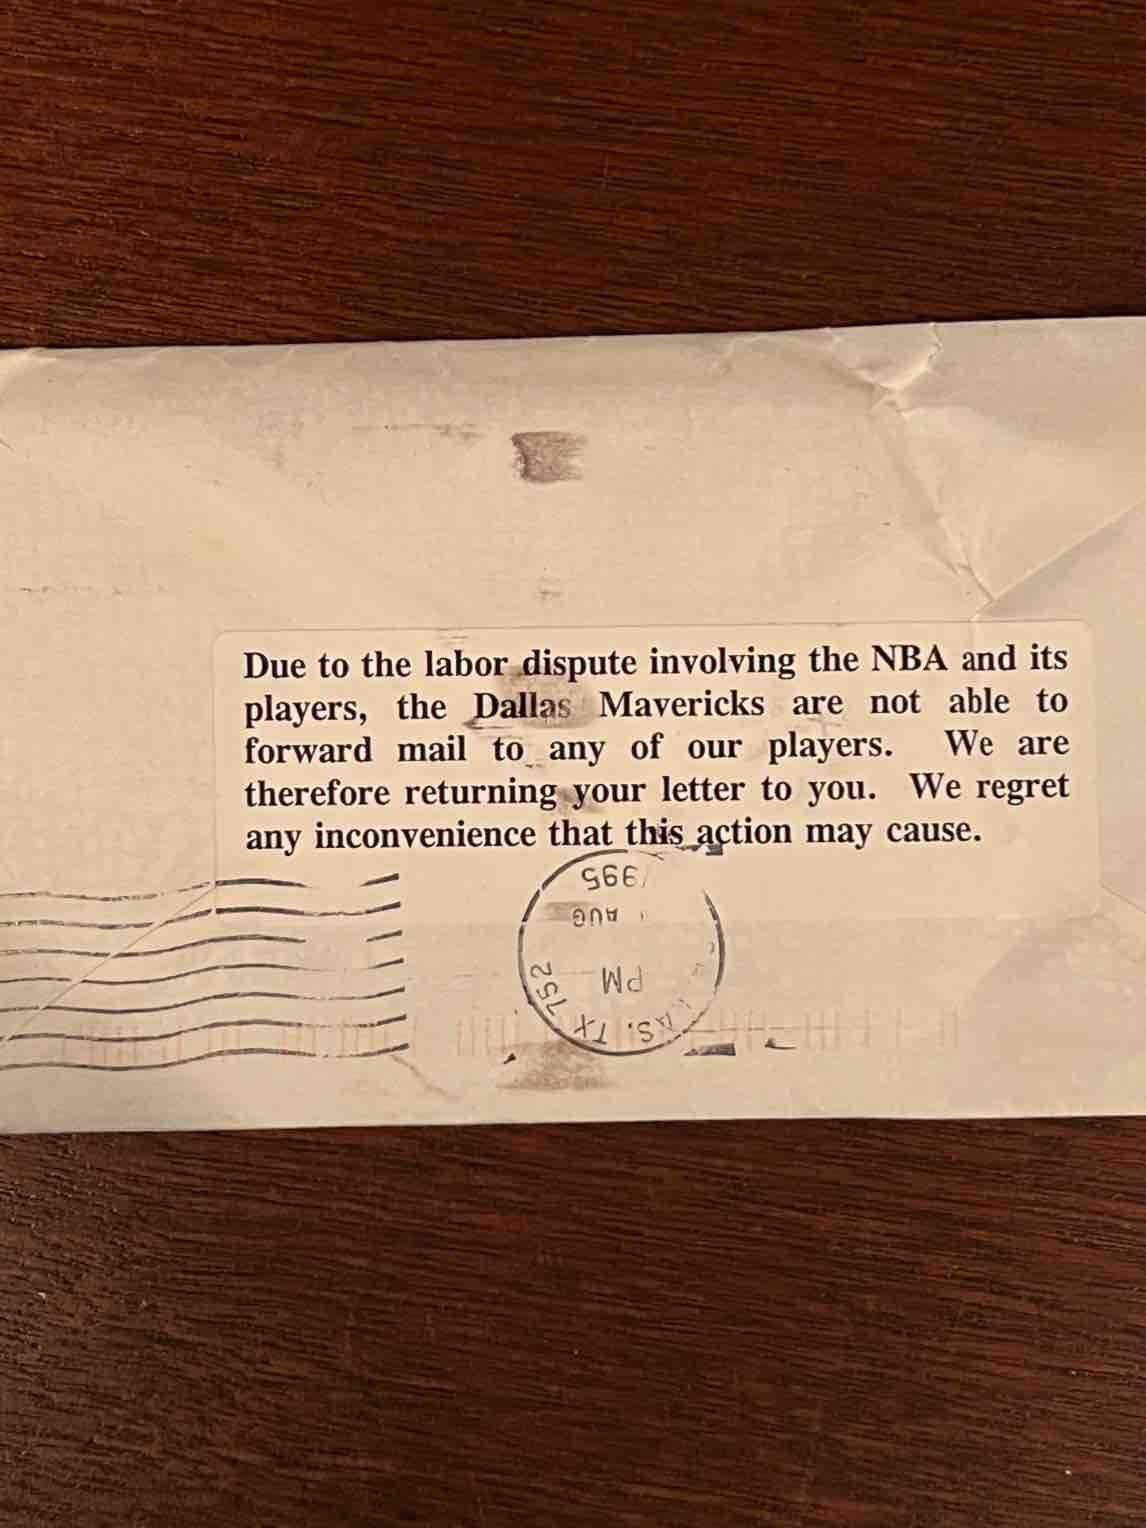 Due to the labor dispute involving the NBA and its
players, the Dallas Mavericks are not able to
forward mail to any of our players. We are
therefore returning your letter to you. We regret
any inconvenience that this action may cause.
TX 752
PM
AUG
1995